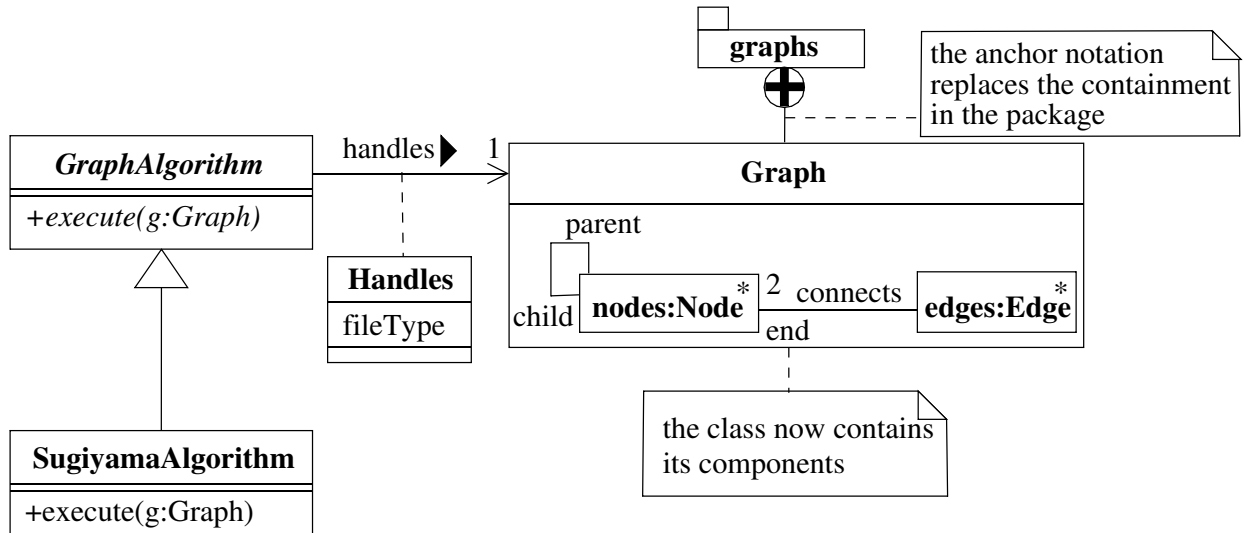 graphs
the anchor notation
replaces the containment
in the package
GraphAlgorithm
+execute(g:Graph)
handles
1
Graph
Handles
fileType
parent
child
nodes:Node
*
2
connects
end
edges:Edge
*
the class now contains
its components
SugiyamaAlgorithm
+execute(g:Graph)